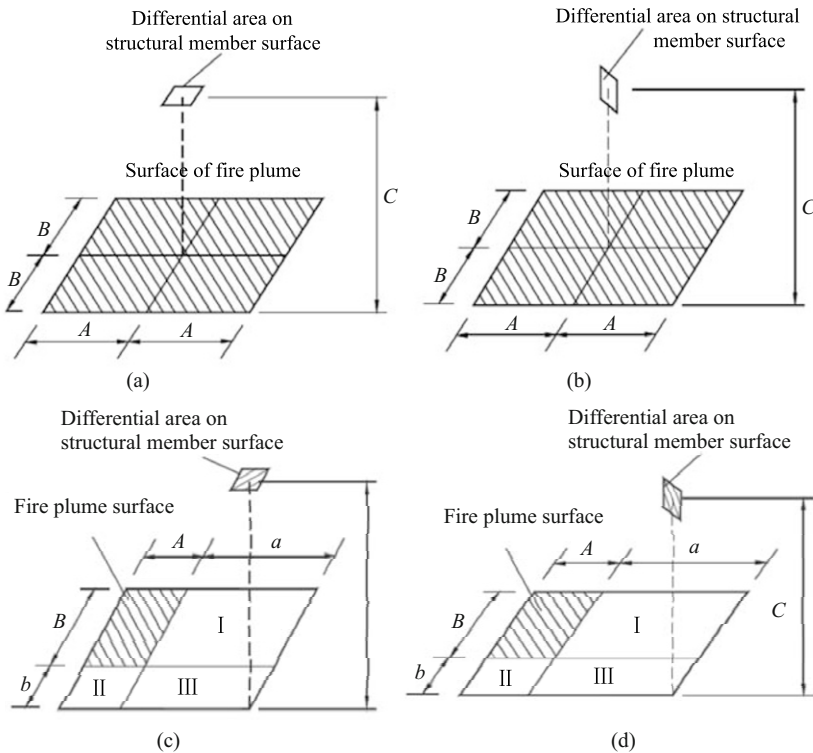 Differential area on
structural member surface
Surface of fire plume
C
B
B
A
A
(a)
Differential area on structural
member surface
Surface of fire plume
C
B
B
A
A
(b)
Differential area on
structural member surface
Fire plume surface
A
a
B
b
I
II
III
(c)
Differential area on
structural member surface
Fire plume surface
A
a
B
b
C
I
II
III
(d)